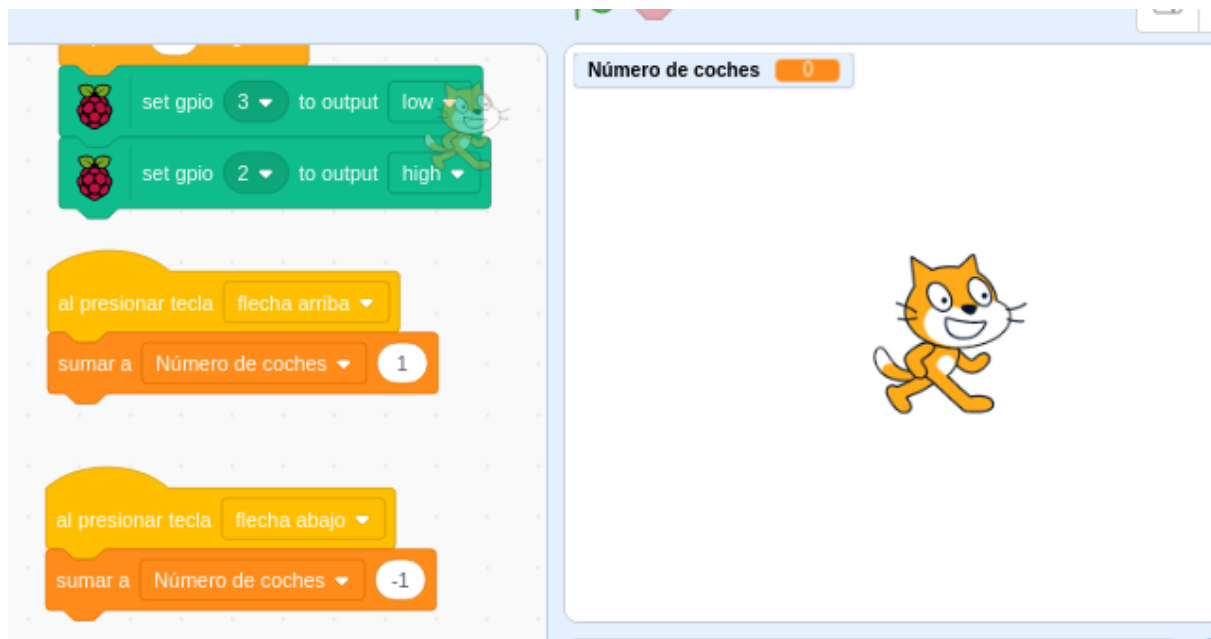 set gpio 3 to output low
set gpio 2 to output high
al presionar tecla flecha arriba
sumar a Número de coches 1
al presionar tecla flecha abajo
sumar a Número de coches -1
Número de coches 0